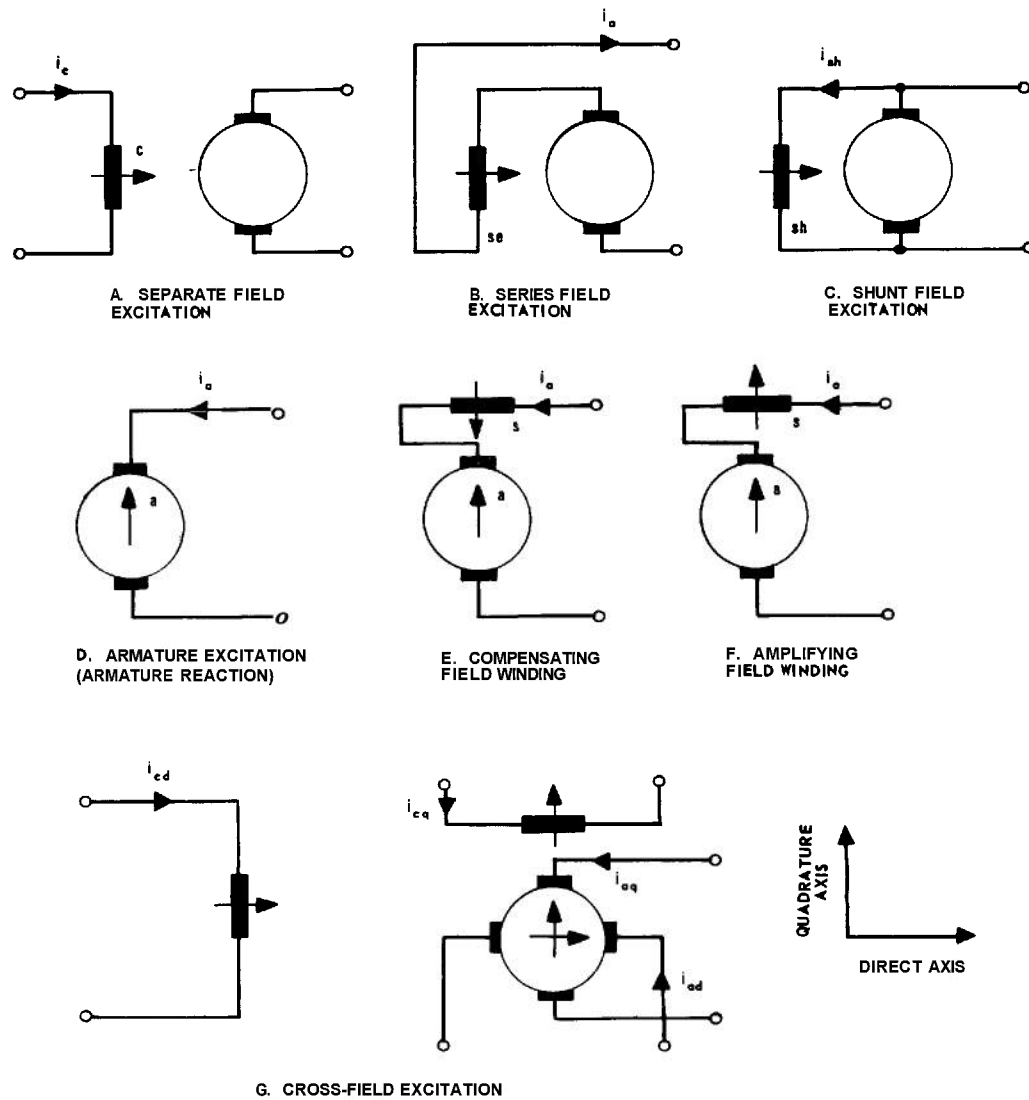 i_c
c
A. SEPARATE FIELD
EXCITATION
i_a
se
B. SERIES FIELD
EXCITATION
i_sh
sh
C. SHUNT FIELD
EXCITATION
i_a
a
D. ARMATURE EXCITATION
(ARMATURE REACTION)
i_a
s
a
E. COMPENSATING
FIELD WINDING
i_a
s
a
F. AMPLIFYING
FIELD WINDING
i_cd
i_cq
i_aq
i_ad
QUADRATURE
AXIS
DIRECT AXIS
G. CROSS-FIELD EXCITATION